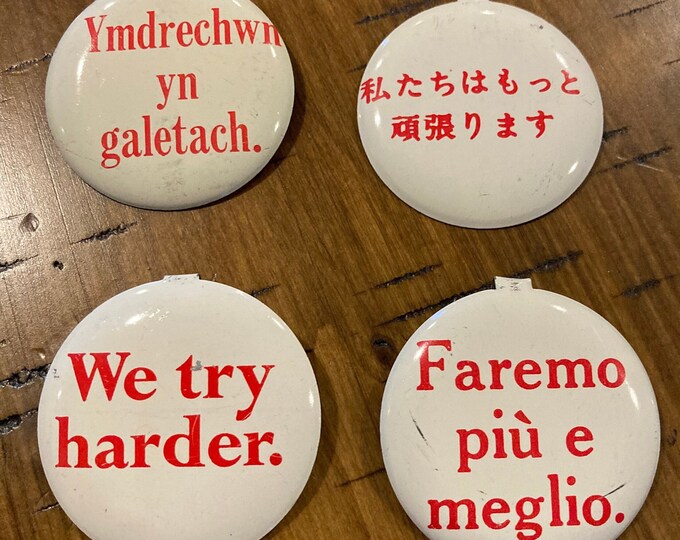 Ymdrechwn
yn
galetach.
私たちはもっと
頑張ります
We try
harder.
Faremo
più e
meglio.